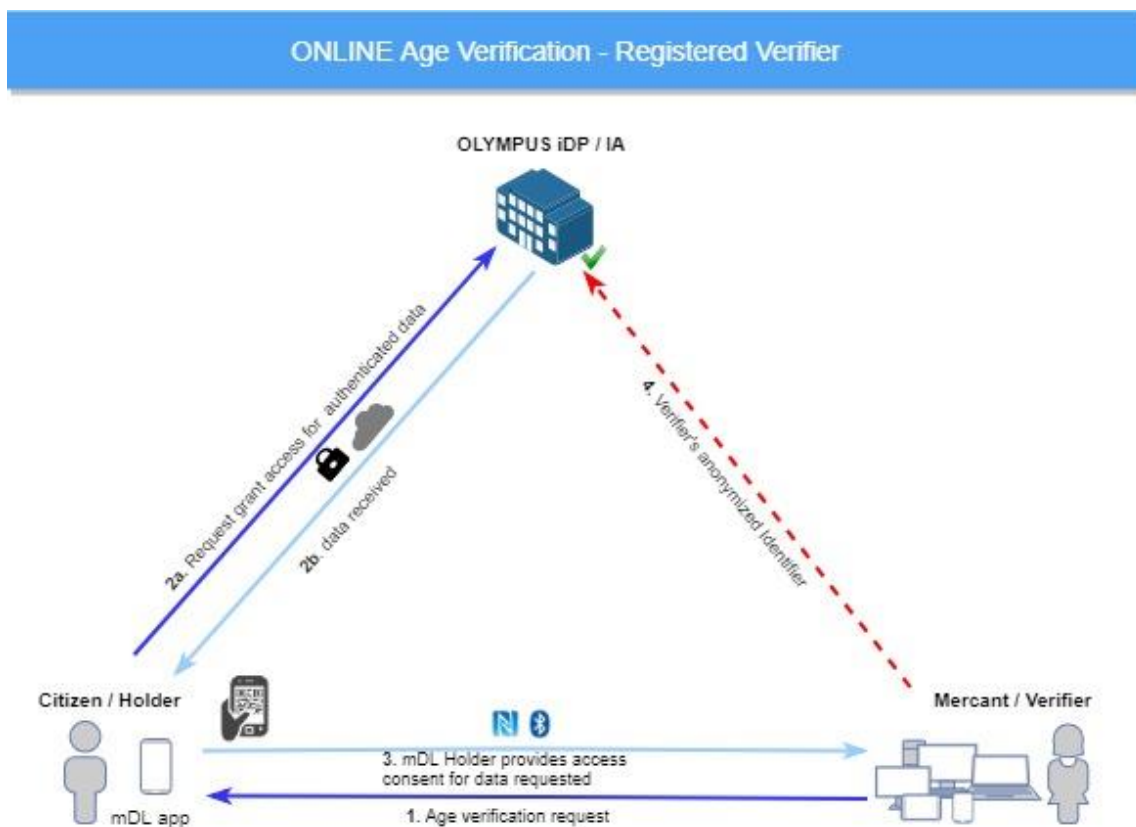 ONLINE Age Verification - Registered Verifier
OLYMPUS iDP / IA
2a. Request grant access for authenticated data
2b. data received
4. Verifier's anonymized Identifier
Citizen / Holder
Mercant / Verifier
3. mDL Holder provides access
consent for data requested
mDL app
1. Age verification request